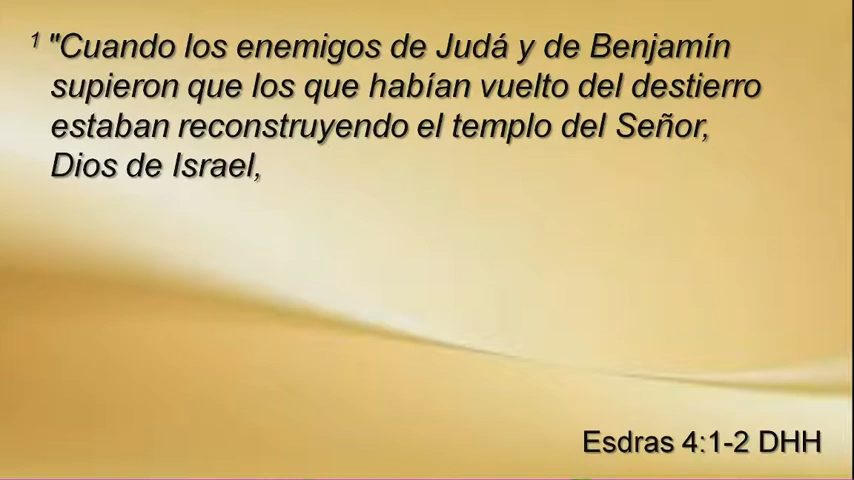 1 "Cuando los enemigos de Judá y de Benjamín
supieron que los que habían vuelto del destierro
estaban reconstruyendo el templo del Señor,
Dios de Israel,
Esdras 4:1-2 DHH